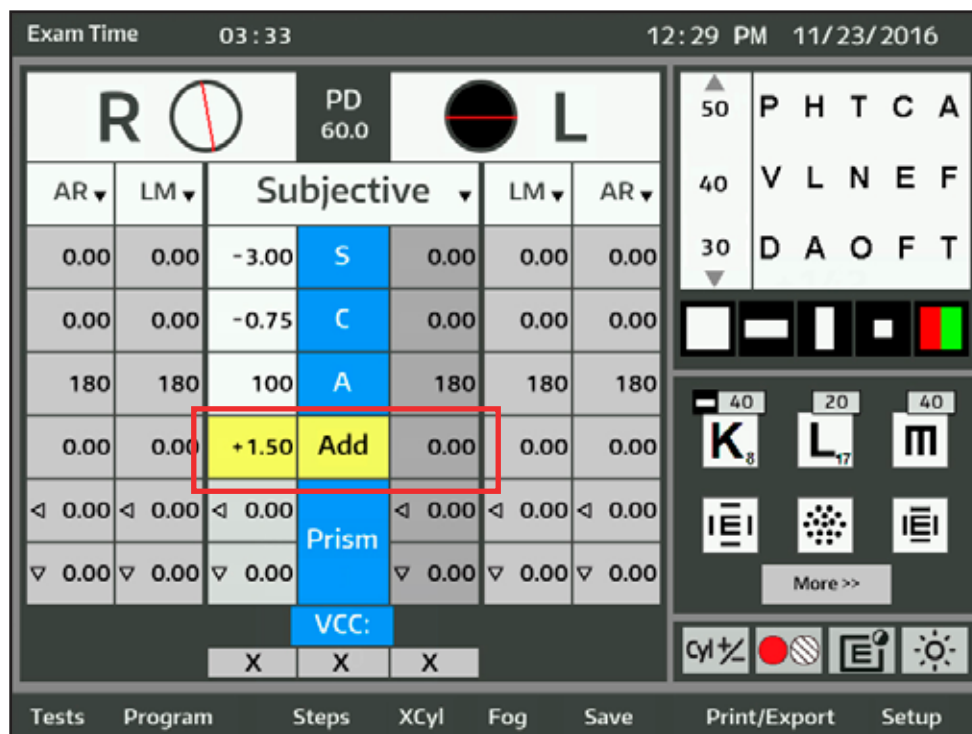 Exam Time 03:33 12:29 PM 11/23/2016
R PD 60.0 L
AR LM Subjective LM AR
0.00 0.00 -3.00 S 0.00 0.00 0.00
0.00 0.00 -0.75 C 0.00 0.00 0.00
180 180 100 A 180 180 180
0.00 0.00 +1.50 Add 0.00 0.00 0.00
0.00 0.00 0.00 Prism 0.00 0.00 0.00
0.00 0.00 0.00 0.00 0.00 0.00
VCC:
X X X
50 P H T C A
40 V L N E F
30 D A O F T
40 20 40
K 8 L 17 E
E E
More >>
Cyl +/- E
Tests Program Steps XCyl Fog Save Print/Export Setup